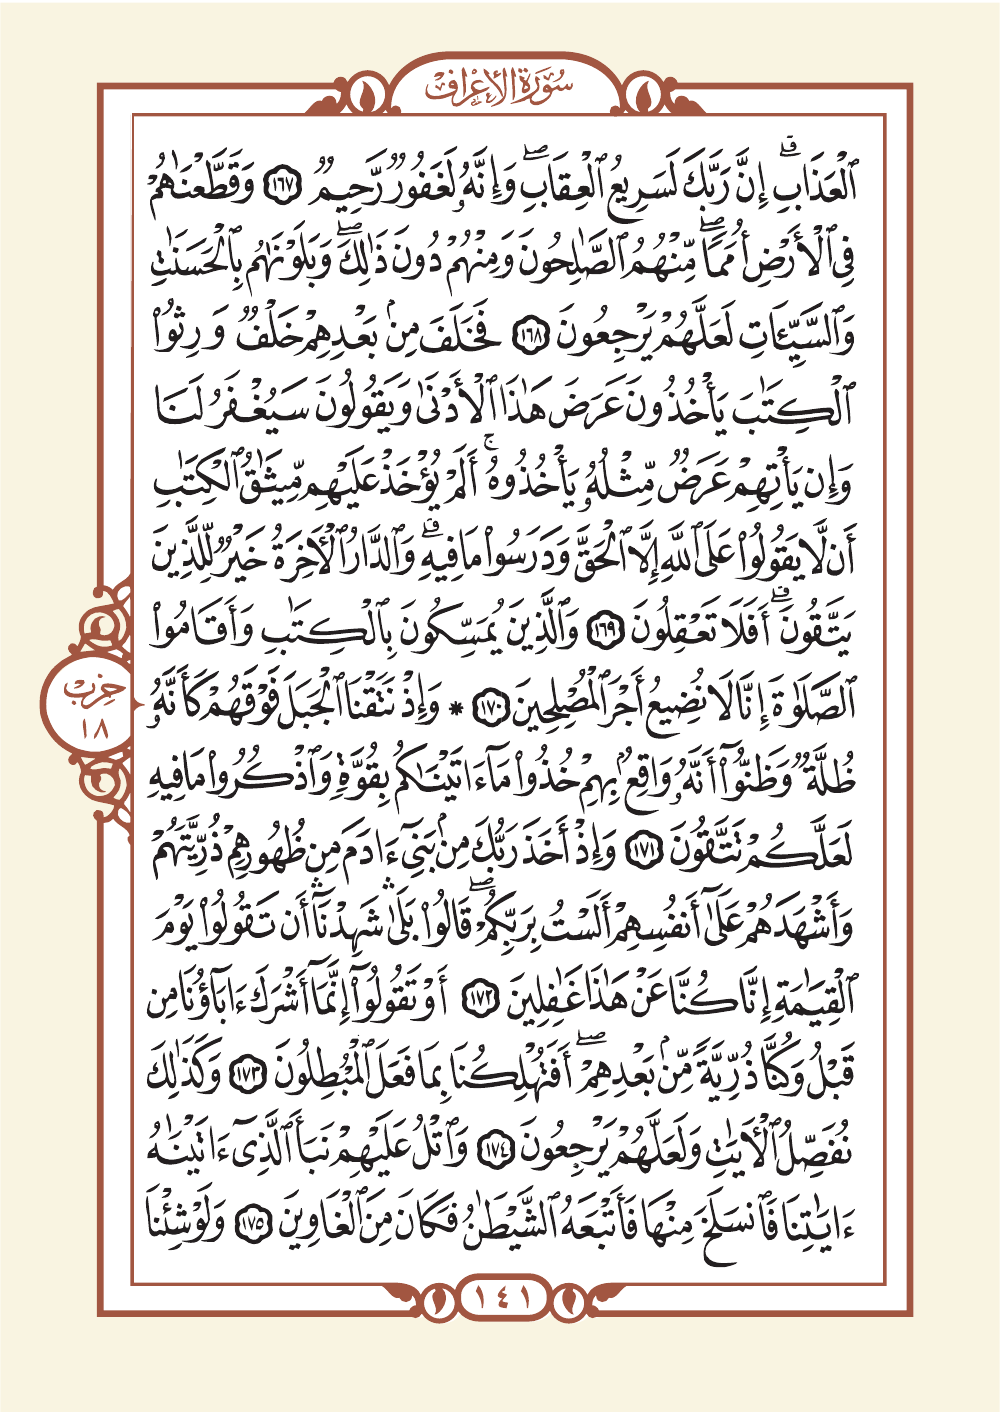 سُورَةُ الأَعْرَاف
ٱلْعَذَابِۗ إِنَّ رَبَّكَ لَسَرِيعُ ٱلْعِقَابِۖ وَإِنَّهُۥ لَغَفُورٌ رَّحِيمٌ ١٦٧ وَقَطَّعْنَٰهُمْ
فِي ٱلْأَرْضِ أُمَمًاۖ مِّنْهُمُ ٱلصَّٰلِحُونَ وَمِنْهُمْ دُونَ ذَٰلِكَۖ وَبَلَوْنَٰهُم بِٱلْحَسَنَٰتِ
وَٱلسَّيِّـَٔاتِ لَعَلَّهُمْ يَرْجِعُونَ ١٦٨ فَخَلَفَ مِنۢ بَعْدِهِمْ خَلْفٌ وَرِثُوا۟
ٱلْكِتَٰبَ يَأْخُذُونَ عَرَضَ هَٰذَا ٱلْأَدْنَىٰ وَيَقُولُونَ سَيُغْفَرُ لَنَا
وَإِن يَأْتِهِمْ عَرَضٌ مِّثْلُهُۥ يَأْخُذُوهُۚ أَلَمْ يُؤْخَذْ عَلَيْهِم مِّيثَٰقُ ٱلْكِتَٰبِ
أَن لَّا يَقُولُوا۟ عَلَى ٱللَّهِ إِلَّا ٱلْحَقَّ وَدَرَسُوا۟ مَا فِيهِۗ وَٱلدَّارُ ٱلْأَخِرَةُ خَيْرٌ لِّلَّذِينَ
يَتَّقُونَۗ أَفَلَا تَعْقِلُونَ ١٦٩ وَٱلَّذِينَ يُمَسِّكُونَ بِٱلْكِتَٰبِ وَأَقَامُوا۟
ٱلصَّلَوٰةَ إِنَّا لَا نُضِيعُ أَجْرَ ٱلْمُصْلِحِينَ ١٧٠ * وَإِذْ نَتَقْنَا ٱلْجَبَلَ فَوْقَهُمْ كَأَنَّهُۥ
حِزْب
١٨
ظُلَّةٌ وَظَنُّوٓا۟ أَنَّهُۥ وَاقِعٌۢ بِهِمْ خُذُوا۟ مَآ ءَاتَيْنَٰكُم بِقُوَّةٍ وَٱذْكُرُوا۟ مَا فِيهِ
لَعَلَّكُمْ تَتَّقُونَ ١٧١ وَإِذْ أَخَذَ رَبُّكَ مِنۢ بَنِيٓ ءَادَمَ مِن ظُهُورِهِمْ ذُرِّيَّتَهُمْ
وَأَشْهَدَهُمْ عَلَىٰٓ أَنفُسِهِمْ أَلَسْتُ بِرَبِّكُمْۖ قَالُوا۟ بَلَىٰۛ شَهِدْنَآۛ أَن تَقُولُوا۟ يَوْمَ
ٱلْقِيَٰمَةِ إِنَّا كُنَّا عَنْ هَٰذَا غَٰفِلِينَ ١٧٢ أَوْ تَقُولُوٓا۟ إِنَّمَآ أَشْرَكَ ءَابَآؤُنَا مِن
قَبْلُ وَكُنَّا ذُرِّيَّةً مِّنۢ بَعْدِهِمْۖ أَفَتُهْلِكُنَا بِمَا فَعَلَ ٱلْمُبْطِلُونَ ١٧٣ وَكَذَٰلِكَ
نُفَصِّلُ ٱلْأَيَٰتِ وَلَعَلَّهُمْ يَرْجِعُونَ ١٧٤ وَٱتْلُ عَلَيْهِمْ نَبَأَ ٱلَّذِيٓ ءَاتَيْنَٰهُ
ءَايَٰتِنَا فَٱنسَلَخَ مِنْهَا فَأَتْبَعَهُ ٱلشَّيْطَٰنُ فَكَانَ مِنَ ٱلْغَاوِينَ ١٧٥ وَلَوْ شِئْنَا
١٤١